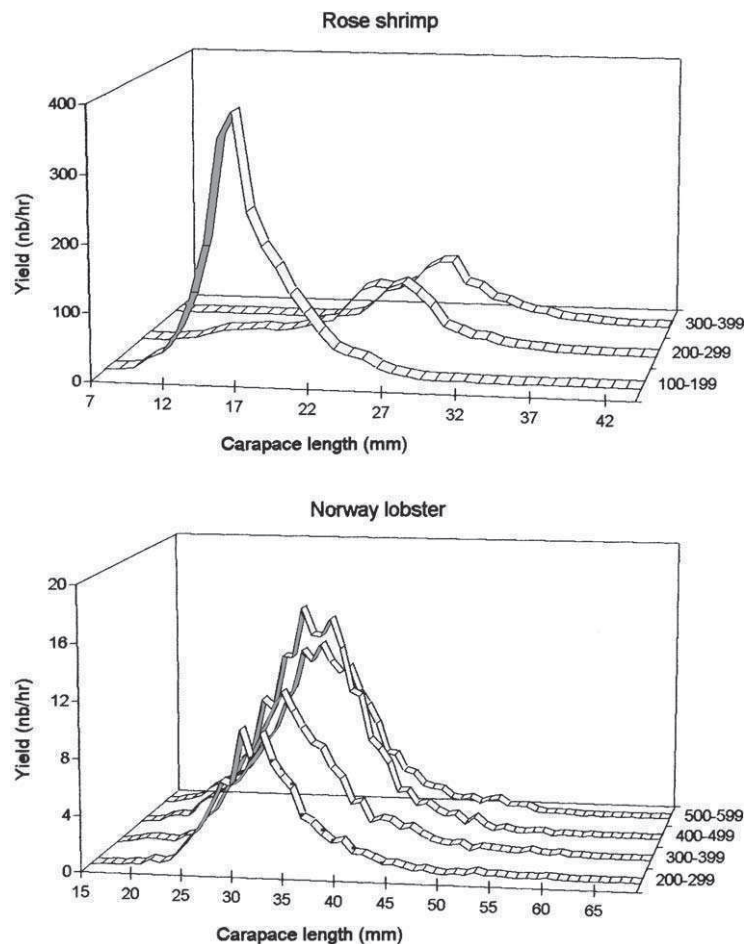 Rose shrimp
400
300
200
100
0
Yield (nb/hr)
7 12 17 22 27 32 37 42
300-399
200-299
100-199
Carapace length (mm)
Norway lobster
20
16
12
8
4
0
Yield (nb/hr)
15 20 25 30 35 40 45 50 55 60 65
500-599
400-499
300-399
200-299
Carapace length (mm)